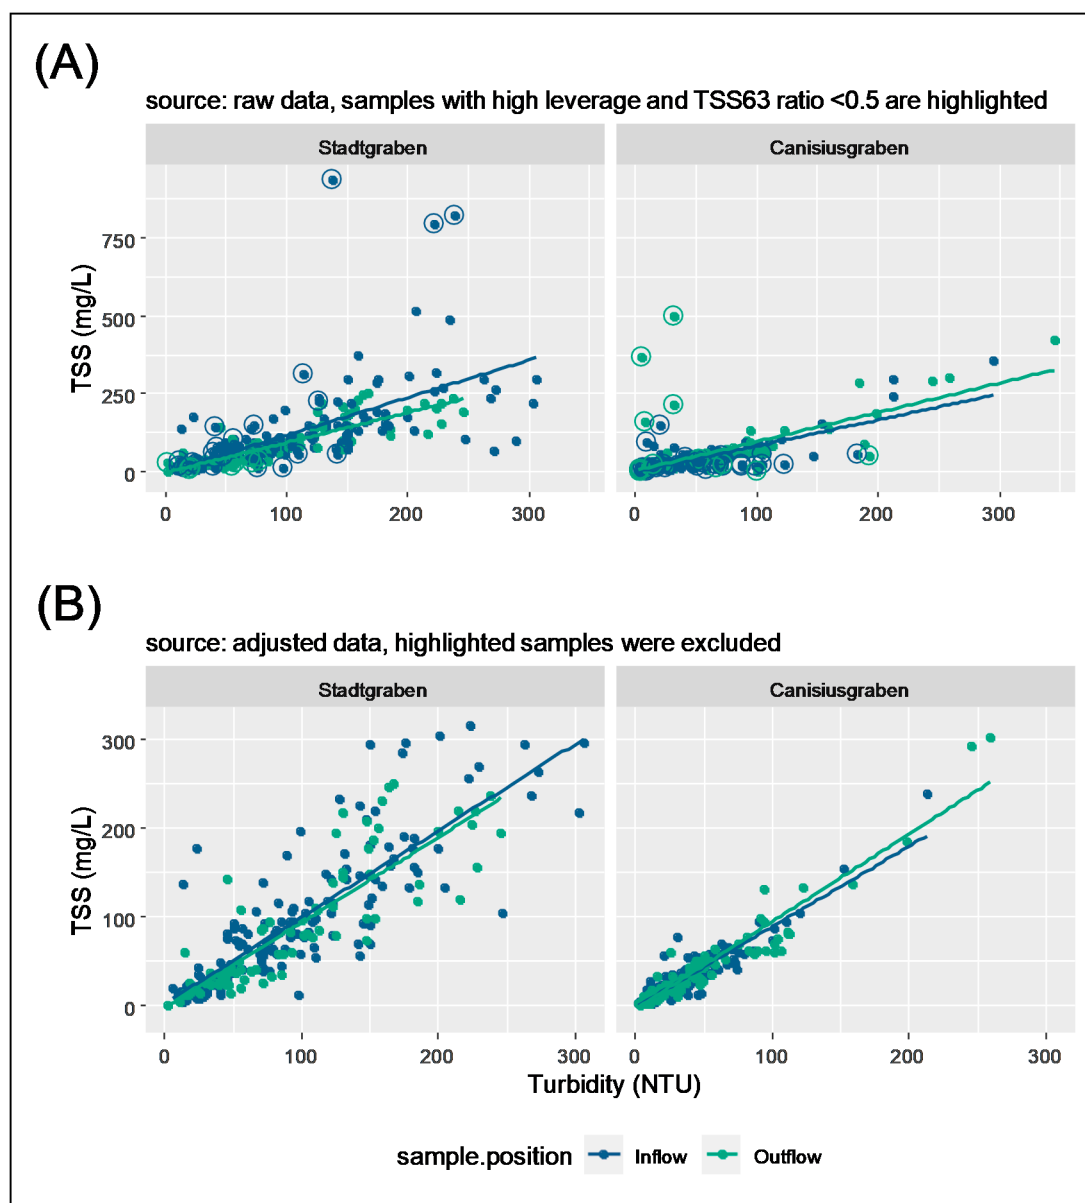 (A)
source: raw data, samples with high leverage and TSS63 ratio <0.5 are highlighted
Stadtgraben Canisiusgraben
TSS (mg/L)
750
500
250
0
0 100 200 300 0 100 200 300
(B)
source: adjusted data, highlighted samples were excluded
Stadtgraben Canisiusgraben
TSS (mg/L)
300
200
100
0
0 100 200 300 0 100 200 300
Turbidity (NTU)
sample.position Inflow Outflow